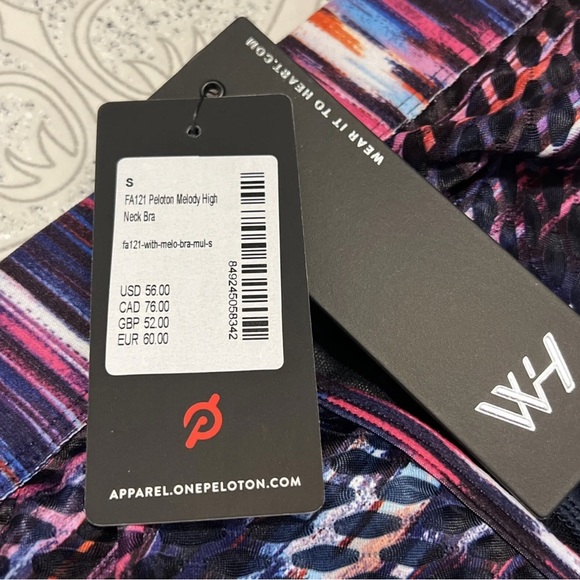 S
FA121 Peloton Melody High
Neck Bra
fa121-with-melo-bra-mul-s
USD 56.00
CAD 76.00
GBP 52.00
EUR 60.00
849245058342
APPAREL.ONEPELOTON.COM
WEAR IT TO HEART.COM
WITH